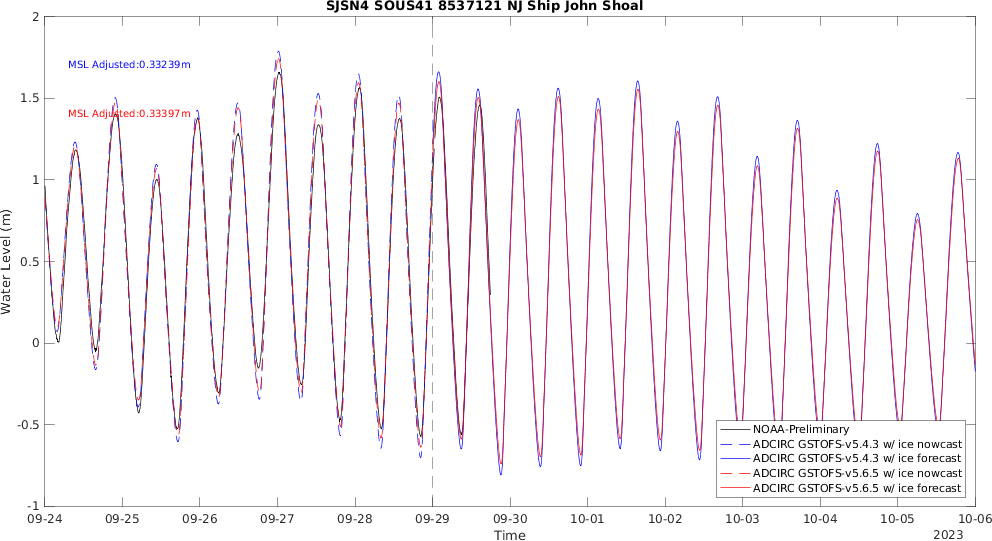 SJSN4 SOUS41 8537121 NJ Ship John Shoal
2
MSL Adjusted:0.33239m
1.5
MSL Adjusted:0.33397m
1
0.5
0
-0.5
-1
Water Level (m)
NOAA-Preliminary
ADCIRC GSTOFS-v5.4.3 w/ ice nowcast
ADCIRC GSTOFS-v5.4.3 w/ ice forecast
ADCIRC GSTOFS-v5.6.5 w/ ice nowcast
ADCIRC GSTOFS-v5.6.5 w/ ice forecast
09-24 09-25 09-26 09-27 09-28 09-29 09-30 10-01 10-02 10-03 10-04 10-05 10-06
Time
2023